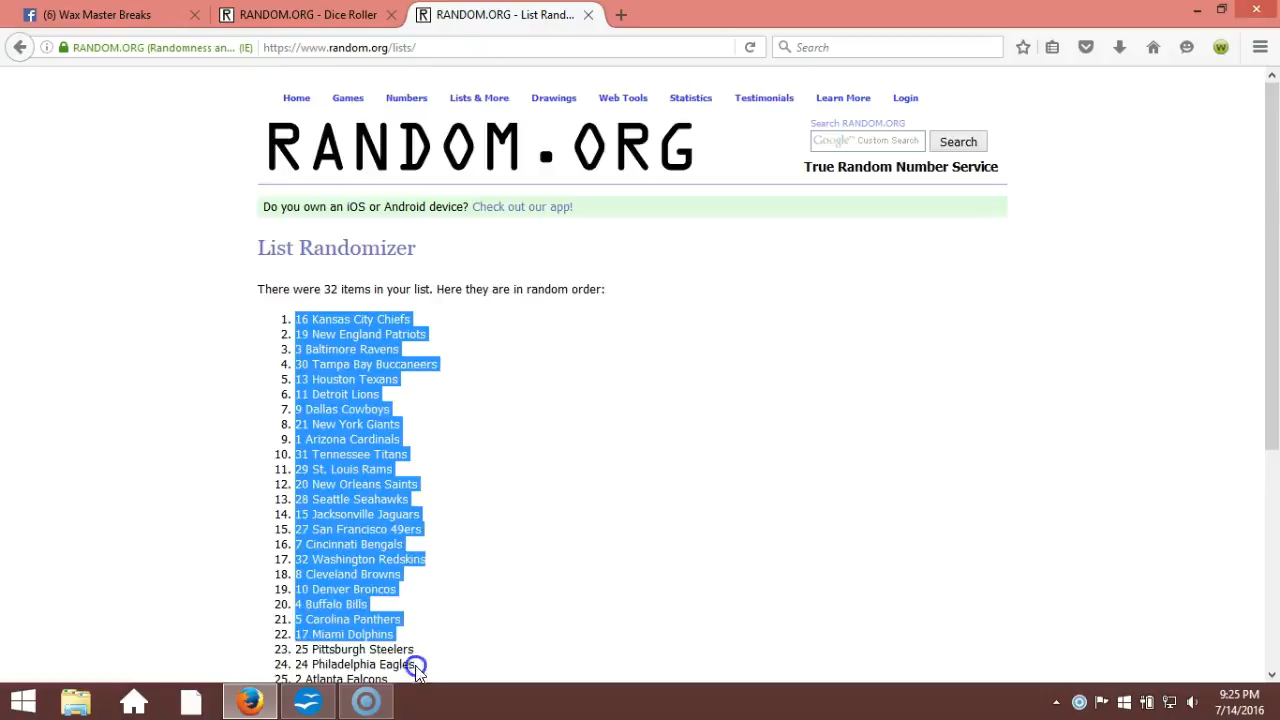 (6) Wax Master Breaks
RANDOM.ORG - Dice Roller
RANDOM.ORG - List Rand...
RANDOM.ORG (Randomness an... (IE)
https://www.random.org/lists/
Search
Home Games Numbers Lists & More Drawings Web Tools Statistics Testimonials Learn More Login
Search RANDOM.ORG
Google™ Custom Search
Search
RANDOM.ORG
True Random Number Service
Do you own an iOS or Android device? Check out our app!
List Randomizer
There were 32 items in your list. Here they are in random order:
1. 16 Kansas City Chiefs
2. 19 New England Patriots
3. 3 Baltimore Ravens
4. 30 Tampa Bay Buccaneers
5. 13 Houston Texans
6. 11 Detroit Lions
7. 9 Dallas Cowboys
8. 21 New York Giants
9. 1 Arizona Cardinals
10. 31 Tennessee Titans
11. 29 St. Louis Rams
12. 20 New Orleans Saints
13. 28 Seattle Seahawks
14. 15 Jacksonville Jaguars
15. 27 San Francisco 49ers
16. 7 Cincinnati Bengals
17. 32 Washington Redskins
18. 8 Cleveland Browns
19. 10 Denver Broncos
20. 4 Buffalo Bills
21. 5 Carolina Panthers
22. 17 Miami Dolphins
23. 25 Pittsburgh Steelers
24. 24 Philadelphia Eagles
25. 2 Atlanta Falcons
9:25 PM
7/14/2016